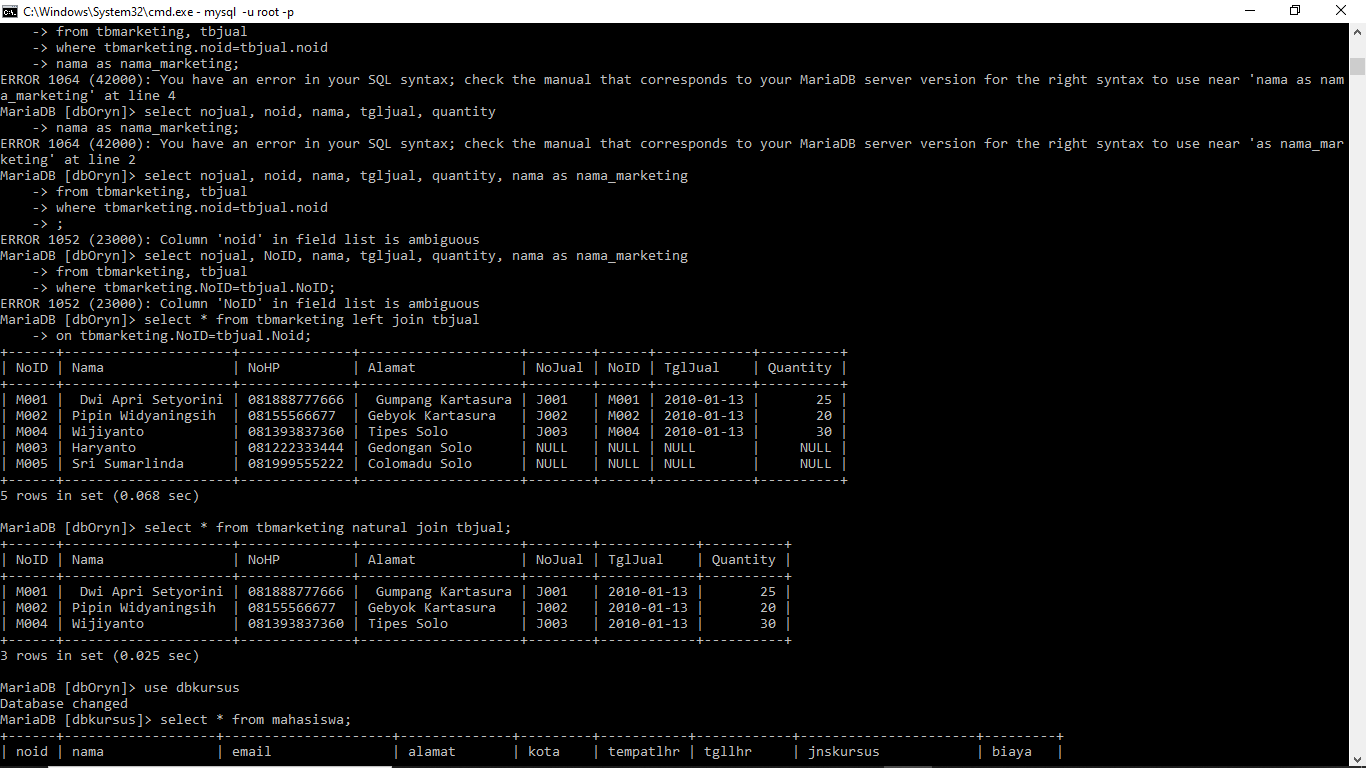 C:\Windows\System32\cmd.exe - mysql  -u root -p
    -> from tbmarketing, tbjual
    -> where tbmarketing.noid=tbjual.noid
    -> nama as nama_marketing;
ERROR 1064 (42000): You have an error in your SQL syntax; check the manual that corresponds to your MariaDB server version for the right syntax to use near 'nama as nam
a_marketing' at line 4
MariaDB [dbOryn]> select nojual, noid, nama, tgljual, quantity
    -> nama as nama_marketing;
ERROR 1064 (42000): You have an error in your SQL syntax; check the manual that corresponds to your MariaDB server version for the right syntax to use near 'as nama_mar
keting' at line 2
MariaDB [dbOryn]> select nojual, noid, nama, tgljual, quantity, nama as nama_marketing
    -> from tbmarketing, tbjual
    -> where tbmarketing.noid=tbjual.noid
    -> ;
ERROR 1052 (23000): Column 'noid' in field list is ambiguous
MariaDB [dbOryn]> select nojual, NoID, nama, tgljual, quantity, nama as nama_marketing
    -> from tbmarketing, tbjual
    -> where tbmarketing.NoID=tbjual.NoID;
ERROR 1052 (23000): Column 'NoID' in field list is ambiguous
MariaDB [dbOryn]> select * from tbmarketing left join tbjual
    -> on tbmarketing.NoID=tbjual.Noid;
+------+---------------------+--------------+--------------------+--------+------+------------+----------+
| NoID | Nama                | NoHP         | Alamat             | NoJual | NoID | TglJual    | Quantity |
+------+---------------------+--------------+--------------------+--------+------+------------+----------+
| M001 |  Dwi Apri Setyorini | 081888777666 |  Gumpang Kartasura | J001   | M001 | 2010-01-13 |       25 |
| M002 | Pipin Widyaningsih  | 08155566677  | Gebyok Kartasura   | J002   | M002 | 2010-01-13 |       20 |
| M004 | Wijiyanto           | 081393837360 | Tipes Solo         | J003   | M004 | 2010-01-13 |       30 |
| M003 | Haryanto            | 081222333444 | Gedongan Solo      | NULL   | NULL | NULL       |     NULL |
| M005 | Sri Sumarlinda      | 081999555222 | Colomadu Solo      | NULL   | NULL | NULL       |     NULL |
+------+---------------------+--------------+--------------------+--------+------+------------+----------+
5 rows in set (0.068 sec)
MariaDB [dbOryn]> select * from tbmarketing natural join tbjual;
+------+---------------------+--------------+--------------------+--------+------------+----------+
| NoID | Nama                | NoHP         | Alamat             | NoJual | TglJual    | Quantity |
+------+---------------------+--------------+--------------------+--------+------------+----------+
| M001 |  Dwi Apri Setyorini | 081888777666 |  Gumpang Kartasura | J001   | 2010-01-13 |       25 |
| M002 | Pipin Widyaningsih  | 08155566677  | Gebyok Kartasura   | J002   | 2010-01-13 |       20 |
| M004 | Wijiyanto           | 081393837360 | Tipes Solo         | J003   | 2010-01-13 |       30 |
+------+---------------------+--------------+--------------------+--------+------------+----------+
3 rows in set (0.025 sec)
MariaDB [dbOryn]> use dbkursus
Database changed
MariaDB [dbkursus]> select * from mahasiswa;
+------+-------------------+---------------------+--------------+---------+-----------+------------+----------------------+---------+
| noid | nama              | email               | alamat       | kota    | tempatlhr | tgllhr     | jnskursus            | biaya   |